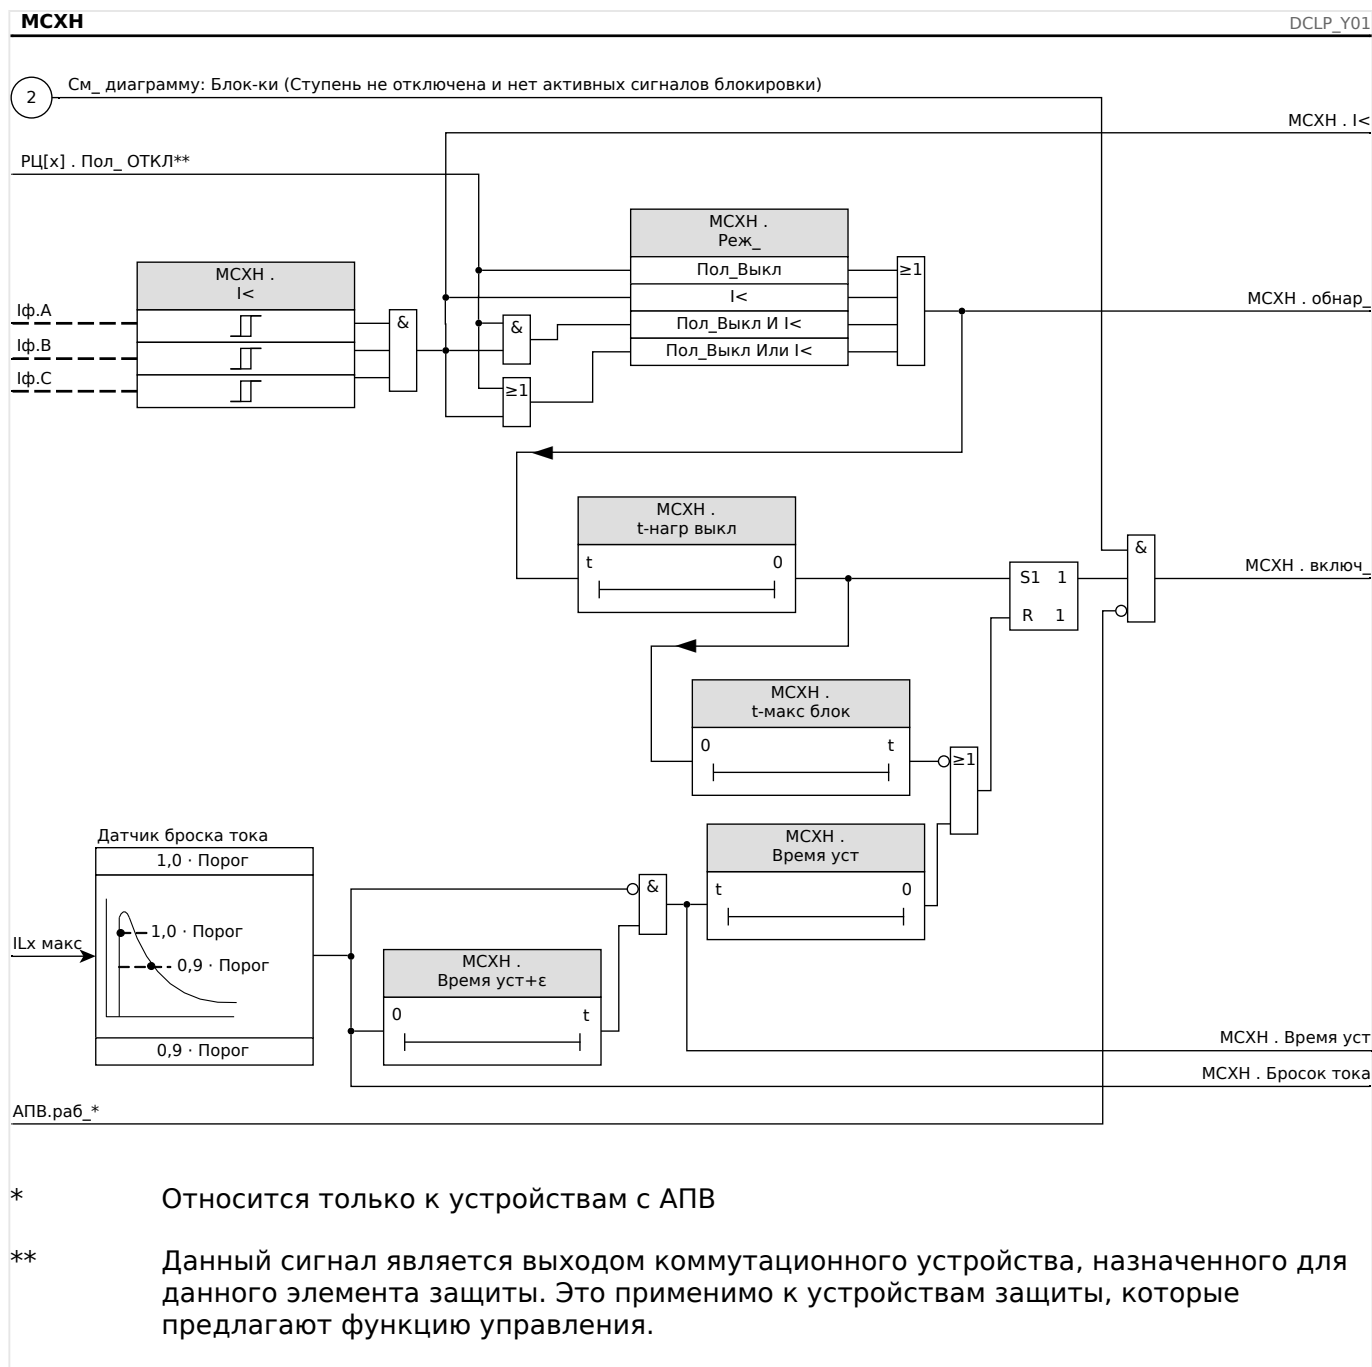 МСХН
DCLP_Y01
2
См_ диаграмму: Блок-ки (Ступень не отключена и нет активных сигналов блокировки)
МСХН . I<
РЦ[x] . Пол_ ОТКЛ**
МСХН .
Реж_
Пол_Выкл
I<
Пол_Выкл И I<
Пол_Выкл Или I<
≥1
МСХН .
I<
Iф.A
Iф.B
Iф.C
&
&
≥1
МСХН . обнар_
МСХН .
t-нагр выкл
t 0
S1 1
R 1
&
МСХН . включ_
МСХН .
t-макс блок
0 t
≥1
Датчик броска тока
1,0 · Порог
1,0 · Порог
0,9 · Порог
0,9 · Порог
ILx макс
МСХН .
Время уст
t 0
&
МСХН .
Время уст+ε
0 t
МСХН . Время уст
МСХН . Бросок тока
АПВ.раб_*
* Относится только к устройствам с АПВ
** Данный сигнал является выходом коммутационного устройства, назначенного для
данного элемента защиты. Это применимо к устройствам защиты, которые
предлагают функцию управления.